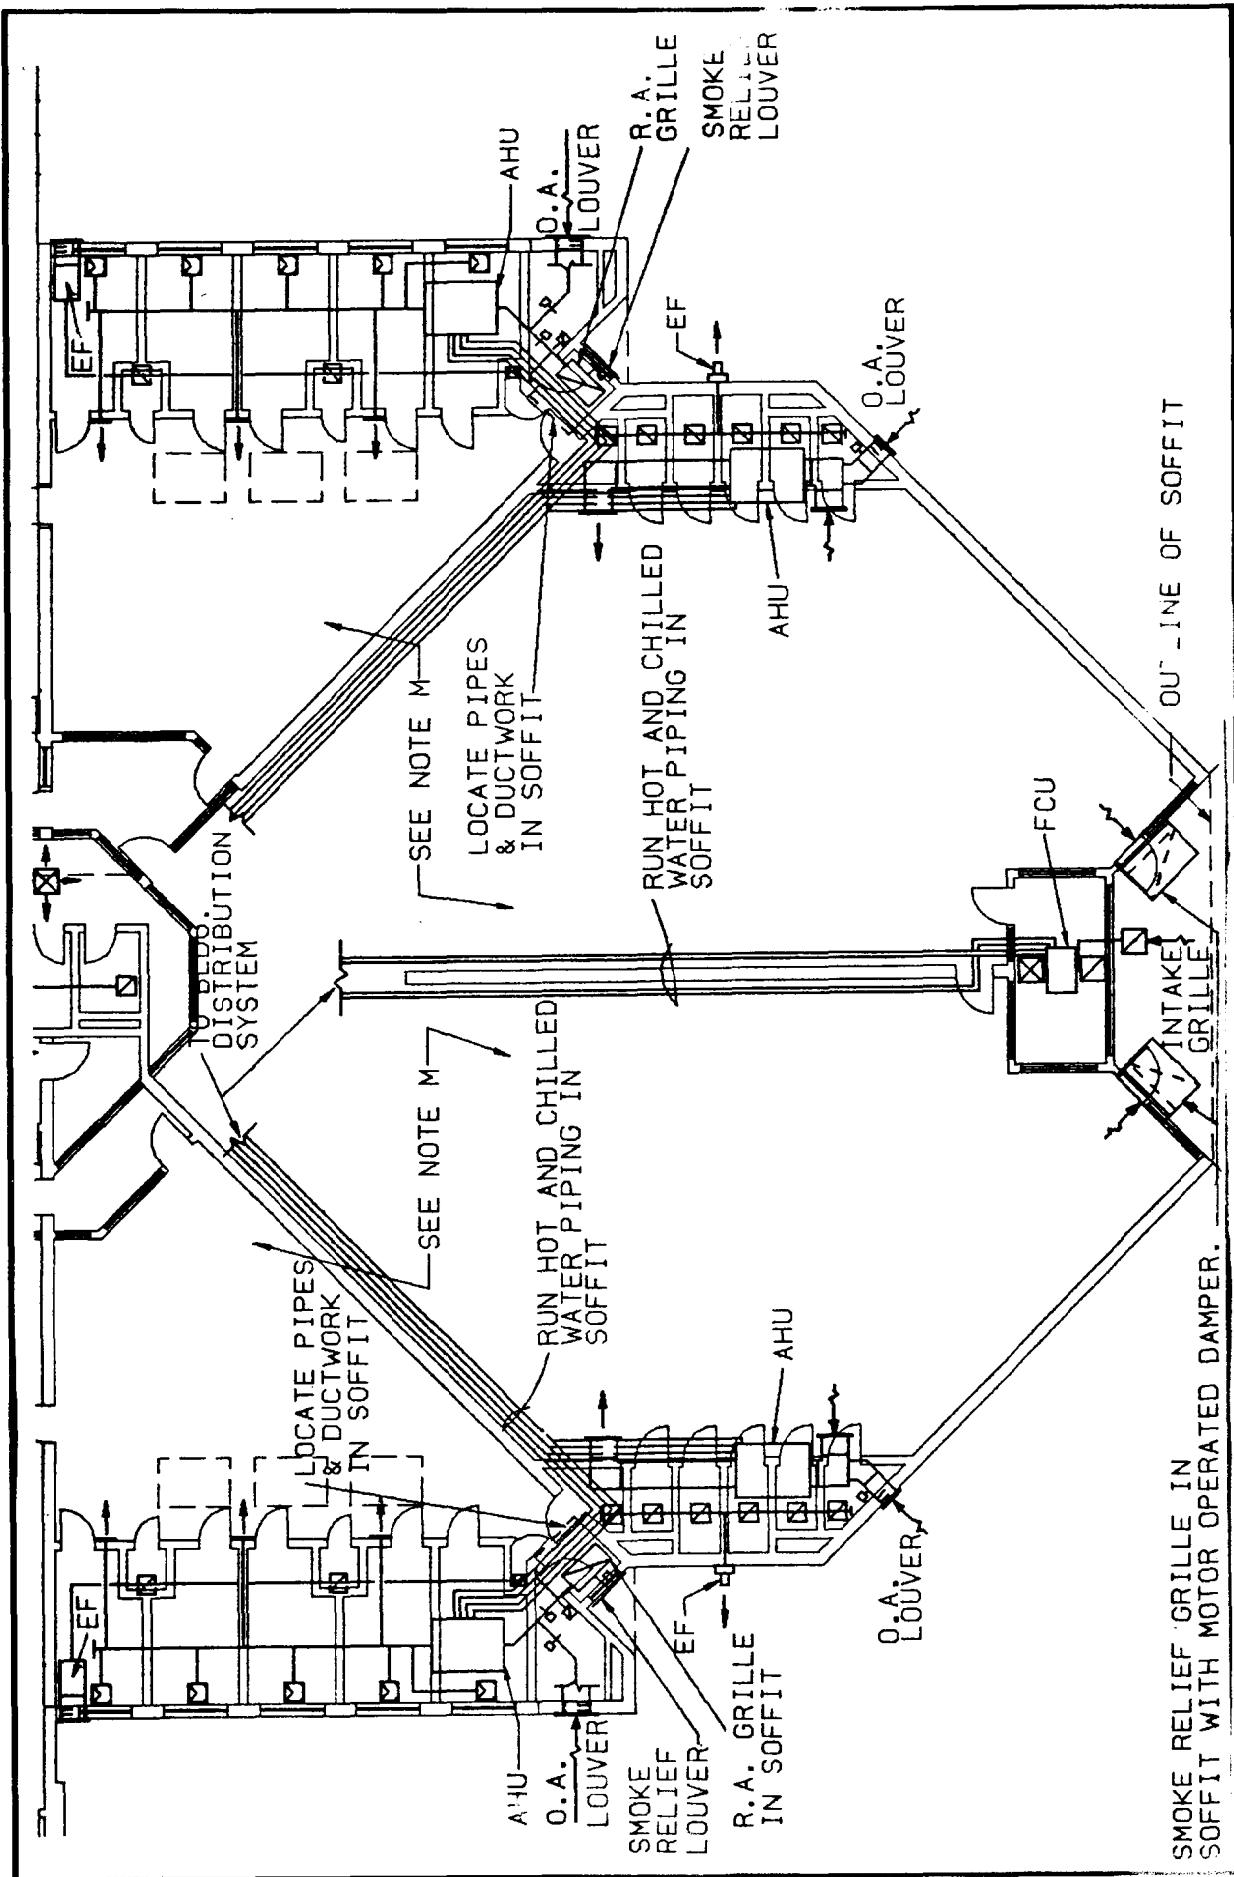 AHU
O.A.
LOUVER
R.A.
GRILLE
SMOKE
LOUVER
EF
EF
O.A.
LOUVER
AHU
OF SOFFIT
SEE NOTE M
LOCATE PIPES
& DUCTWORK
IN SOFFIT
RUN HOT AND CHILLED
WATER PIPING IN
SOFFIT
FCU
DISTRIBUTION
SYSTEM
INTAKE
GRILLE
SEE NOTE M
RUN HOT AND CHILLED
WATER PIPING IN
SOFFIT
LOCATE PIPES
& DUCTWORK
IN SOFFIT
AHU
EF
EF
O.A.
LOUVER
AHU
O.A.
LOUVER
SMOKE
RELIEF
LOUVER
R.A. GRILLE
IN SOFFIT
SMOKE RELIEF GRILLE IN
SOFFIT WITH MOTOR OPERATED DAMPER.